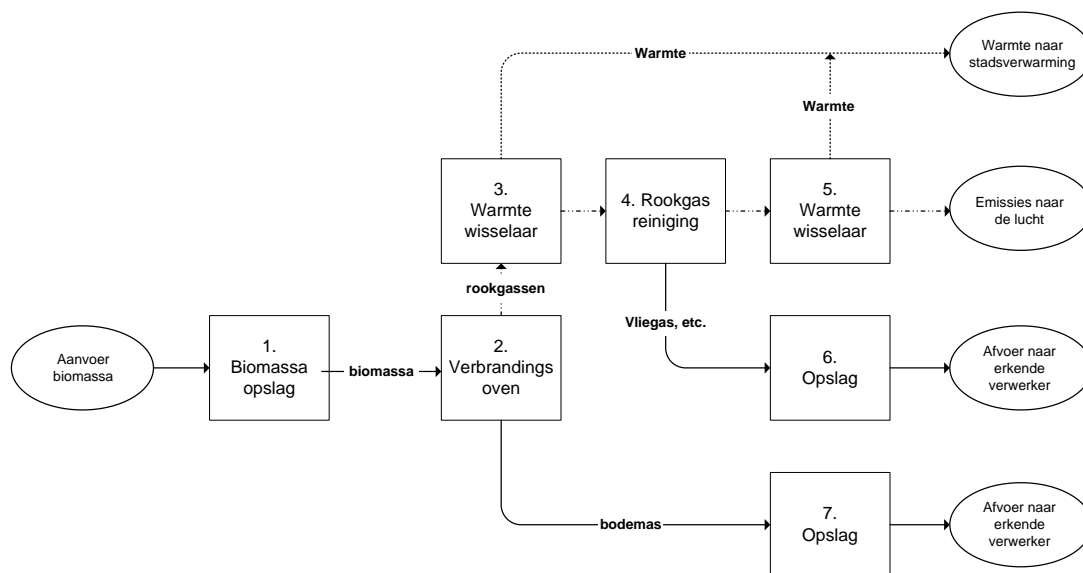 Warmte
Warmte naar
stadsverwarming
Warmte
3.
Warmte
wisselaar
4. Rookgas
reiniging
5.
Warmte
wisselaar
Emissies naar
de lucht
rookgassen
Vliegas, etc.
Aanvoer
biomassa
1.
Biomassa
opslag
biomassa
2.
Verbrandings
oven
6.
Opslag
Afvoer naar
erkende
verwerker
bodemas
7.
Opslag
Afvoer naar
erkende
verwerker